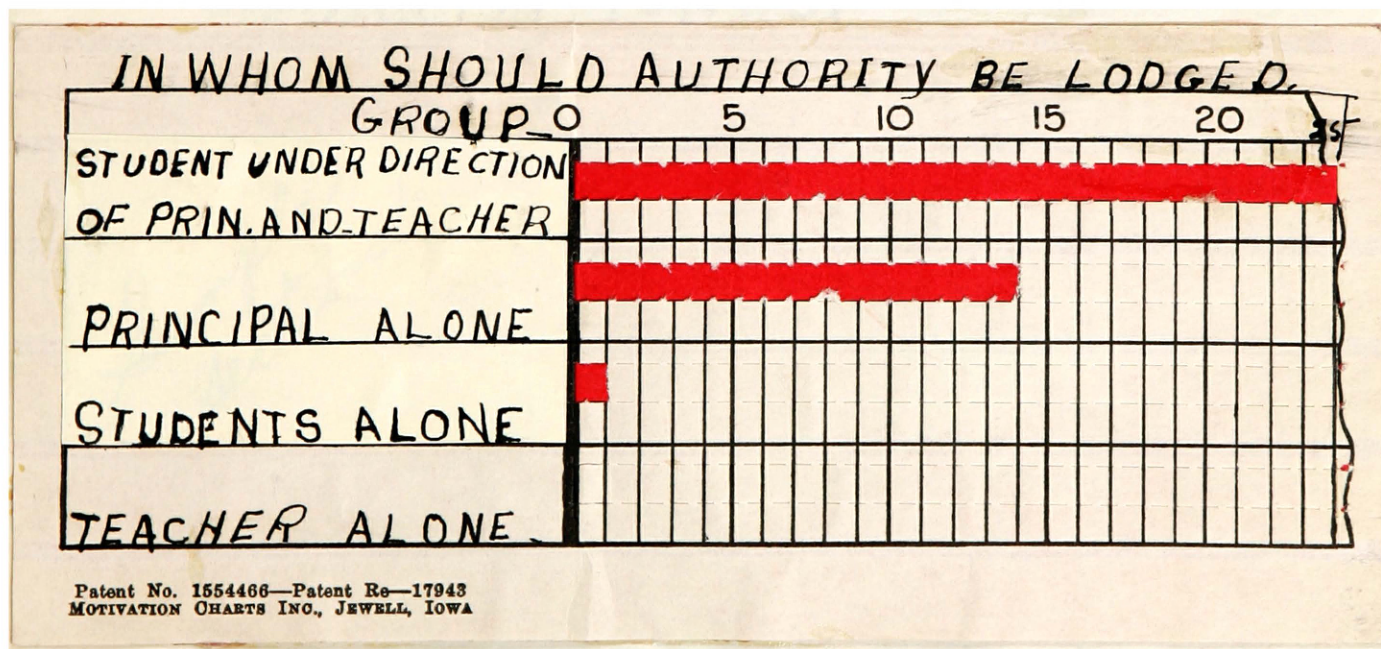 IN WHOM SHOULD AUTHORITY BE LODGED.
GROUP 0 5 10 15 20
STUDENT UNDER DIRECTION
OF PRIN. AND TEACHER
PRINCIPAL ALONE
STUDENTS ALONE
TEACHER ALONE
Patent No. 1554466—Patent Re—17943
MOTIVATION CHARTS INC., JEWELL, IOWA